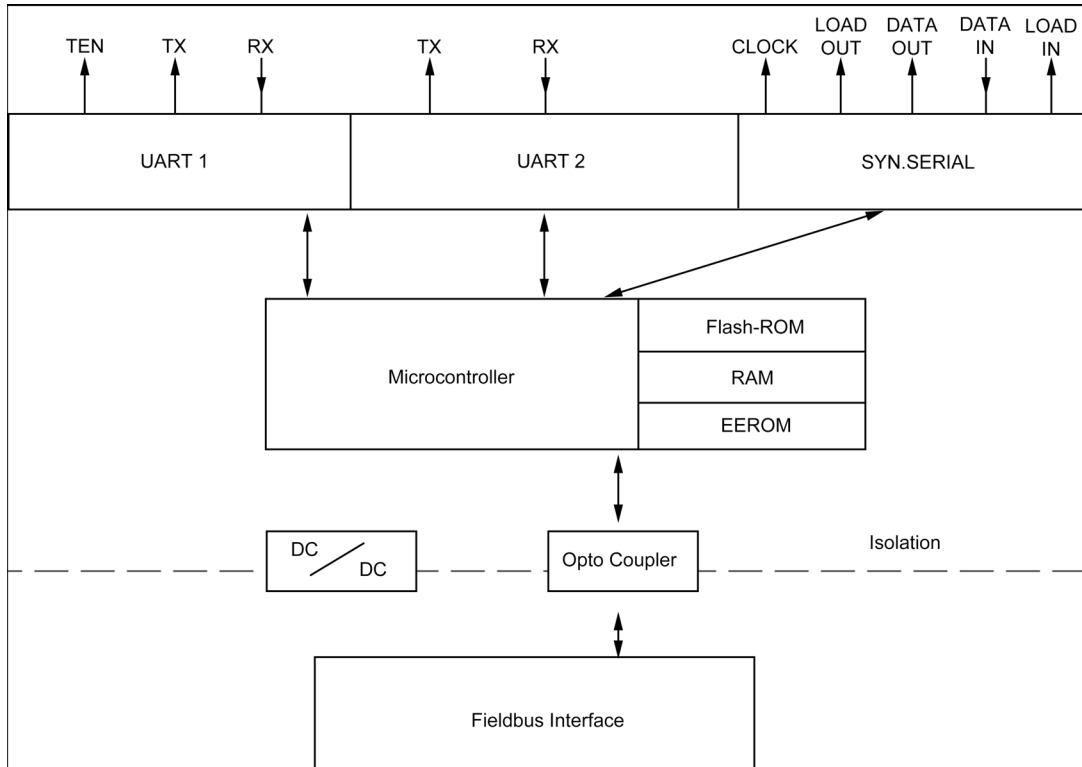 TEN
TX
RX
TX
RX
CLOCK
LOAD
OUT
DATA
OUT
DATA
IN
LOAD
IN
UART 1
UART 2
SYN.SERIAL
Microcontroller
Flash-ROM
RAM
EEROM
DC
DC
Opto Coupler
Isolation
Fieldbus Interface